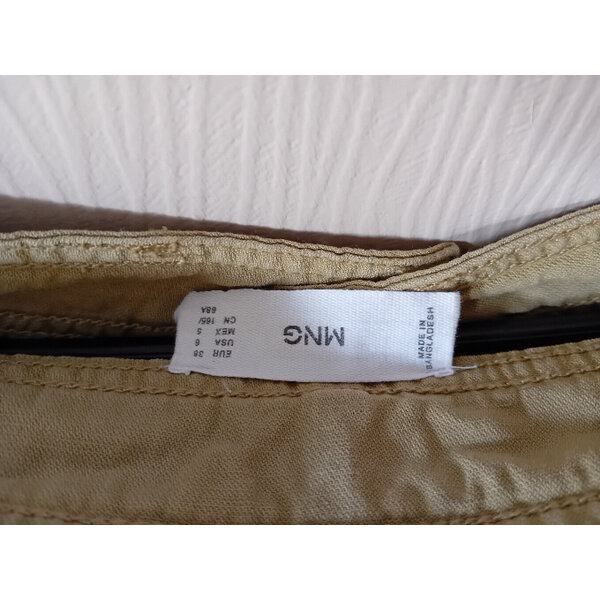 MNG
EUR 38
USA 6
MEX 5
CN 165/
68A
MADE IN
BANGLADESH